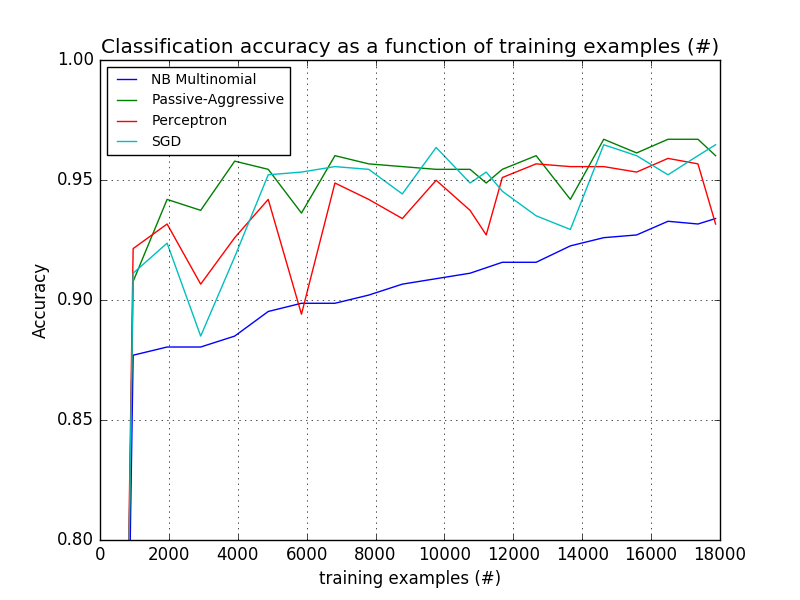 Classification accuracy as a function of training examples (#)
1.00
0.95
0.90
0.85
0.80
Accuracy
NB Multinomial
Passive-Aggressive
Perceptron
SGD
0 2000 4000 6000 8000 10000 12000 14000 16000 18000
training examples (#)